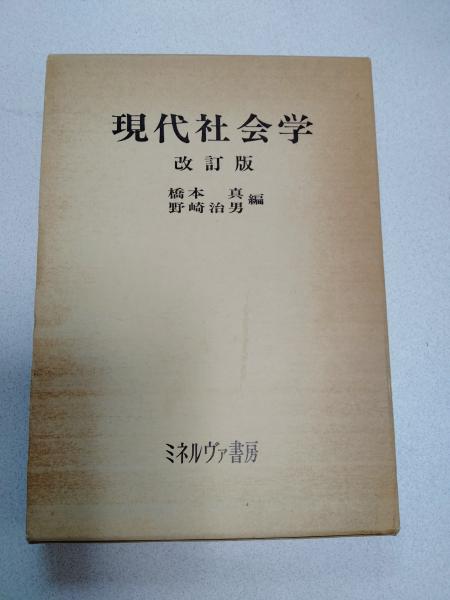 現代社会学
改訂版
橋本 真
野崎治男 編
ミネルヴァ書房